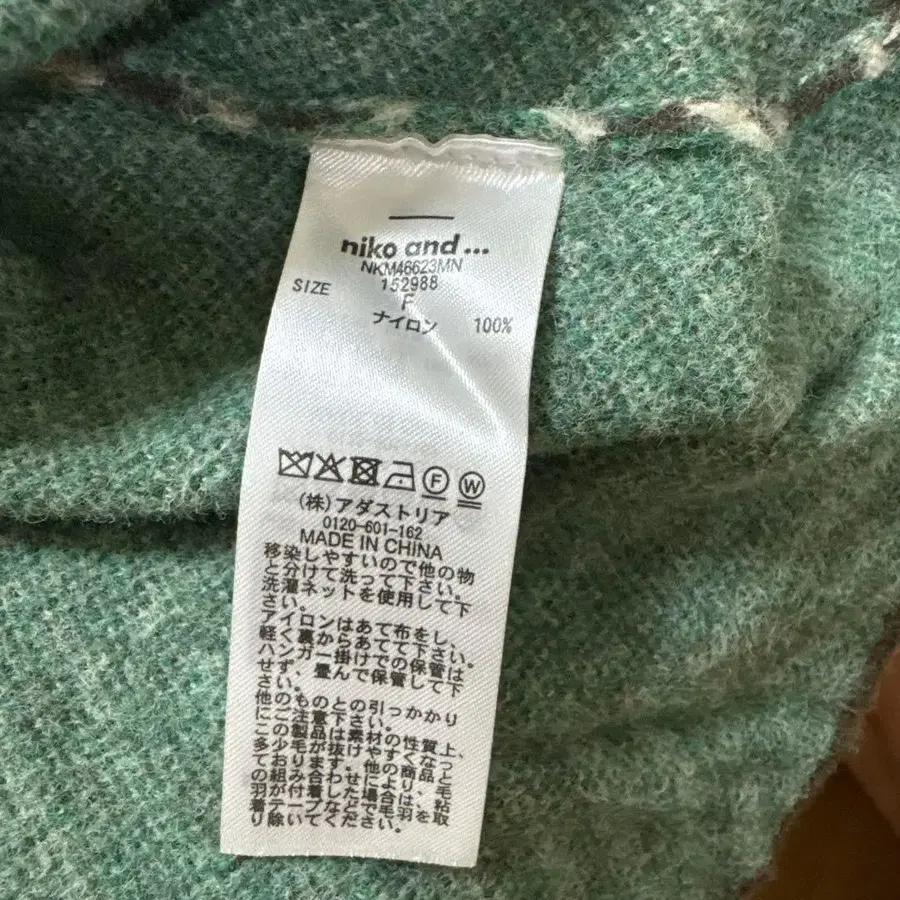 niko and ...
NKM46623MN
152988
SIZE F
ナイロン 100%
F W
(株)アダストリア
0120-601-162
MADE IN CHINA
移染しやすいので他の物
と分けて洗って下さい。
洗濯ネットを使用して下
さい。
アイロンはあて布をし、
軽く裏からあてて下さい。
ハンガー掛けでの保管は
せず、畳んで保管して下
さい。
他のものとの引っかかり
にご注意下さい。
この製品は素材の性質上、
多少毛が抜けやすくなっ
ております。他の商品と
の組み合わせにより、毛
羽が付着した場合は、粘
着テープなどで毛羽を取
り除いてください。